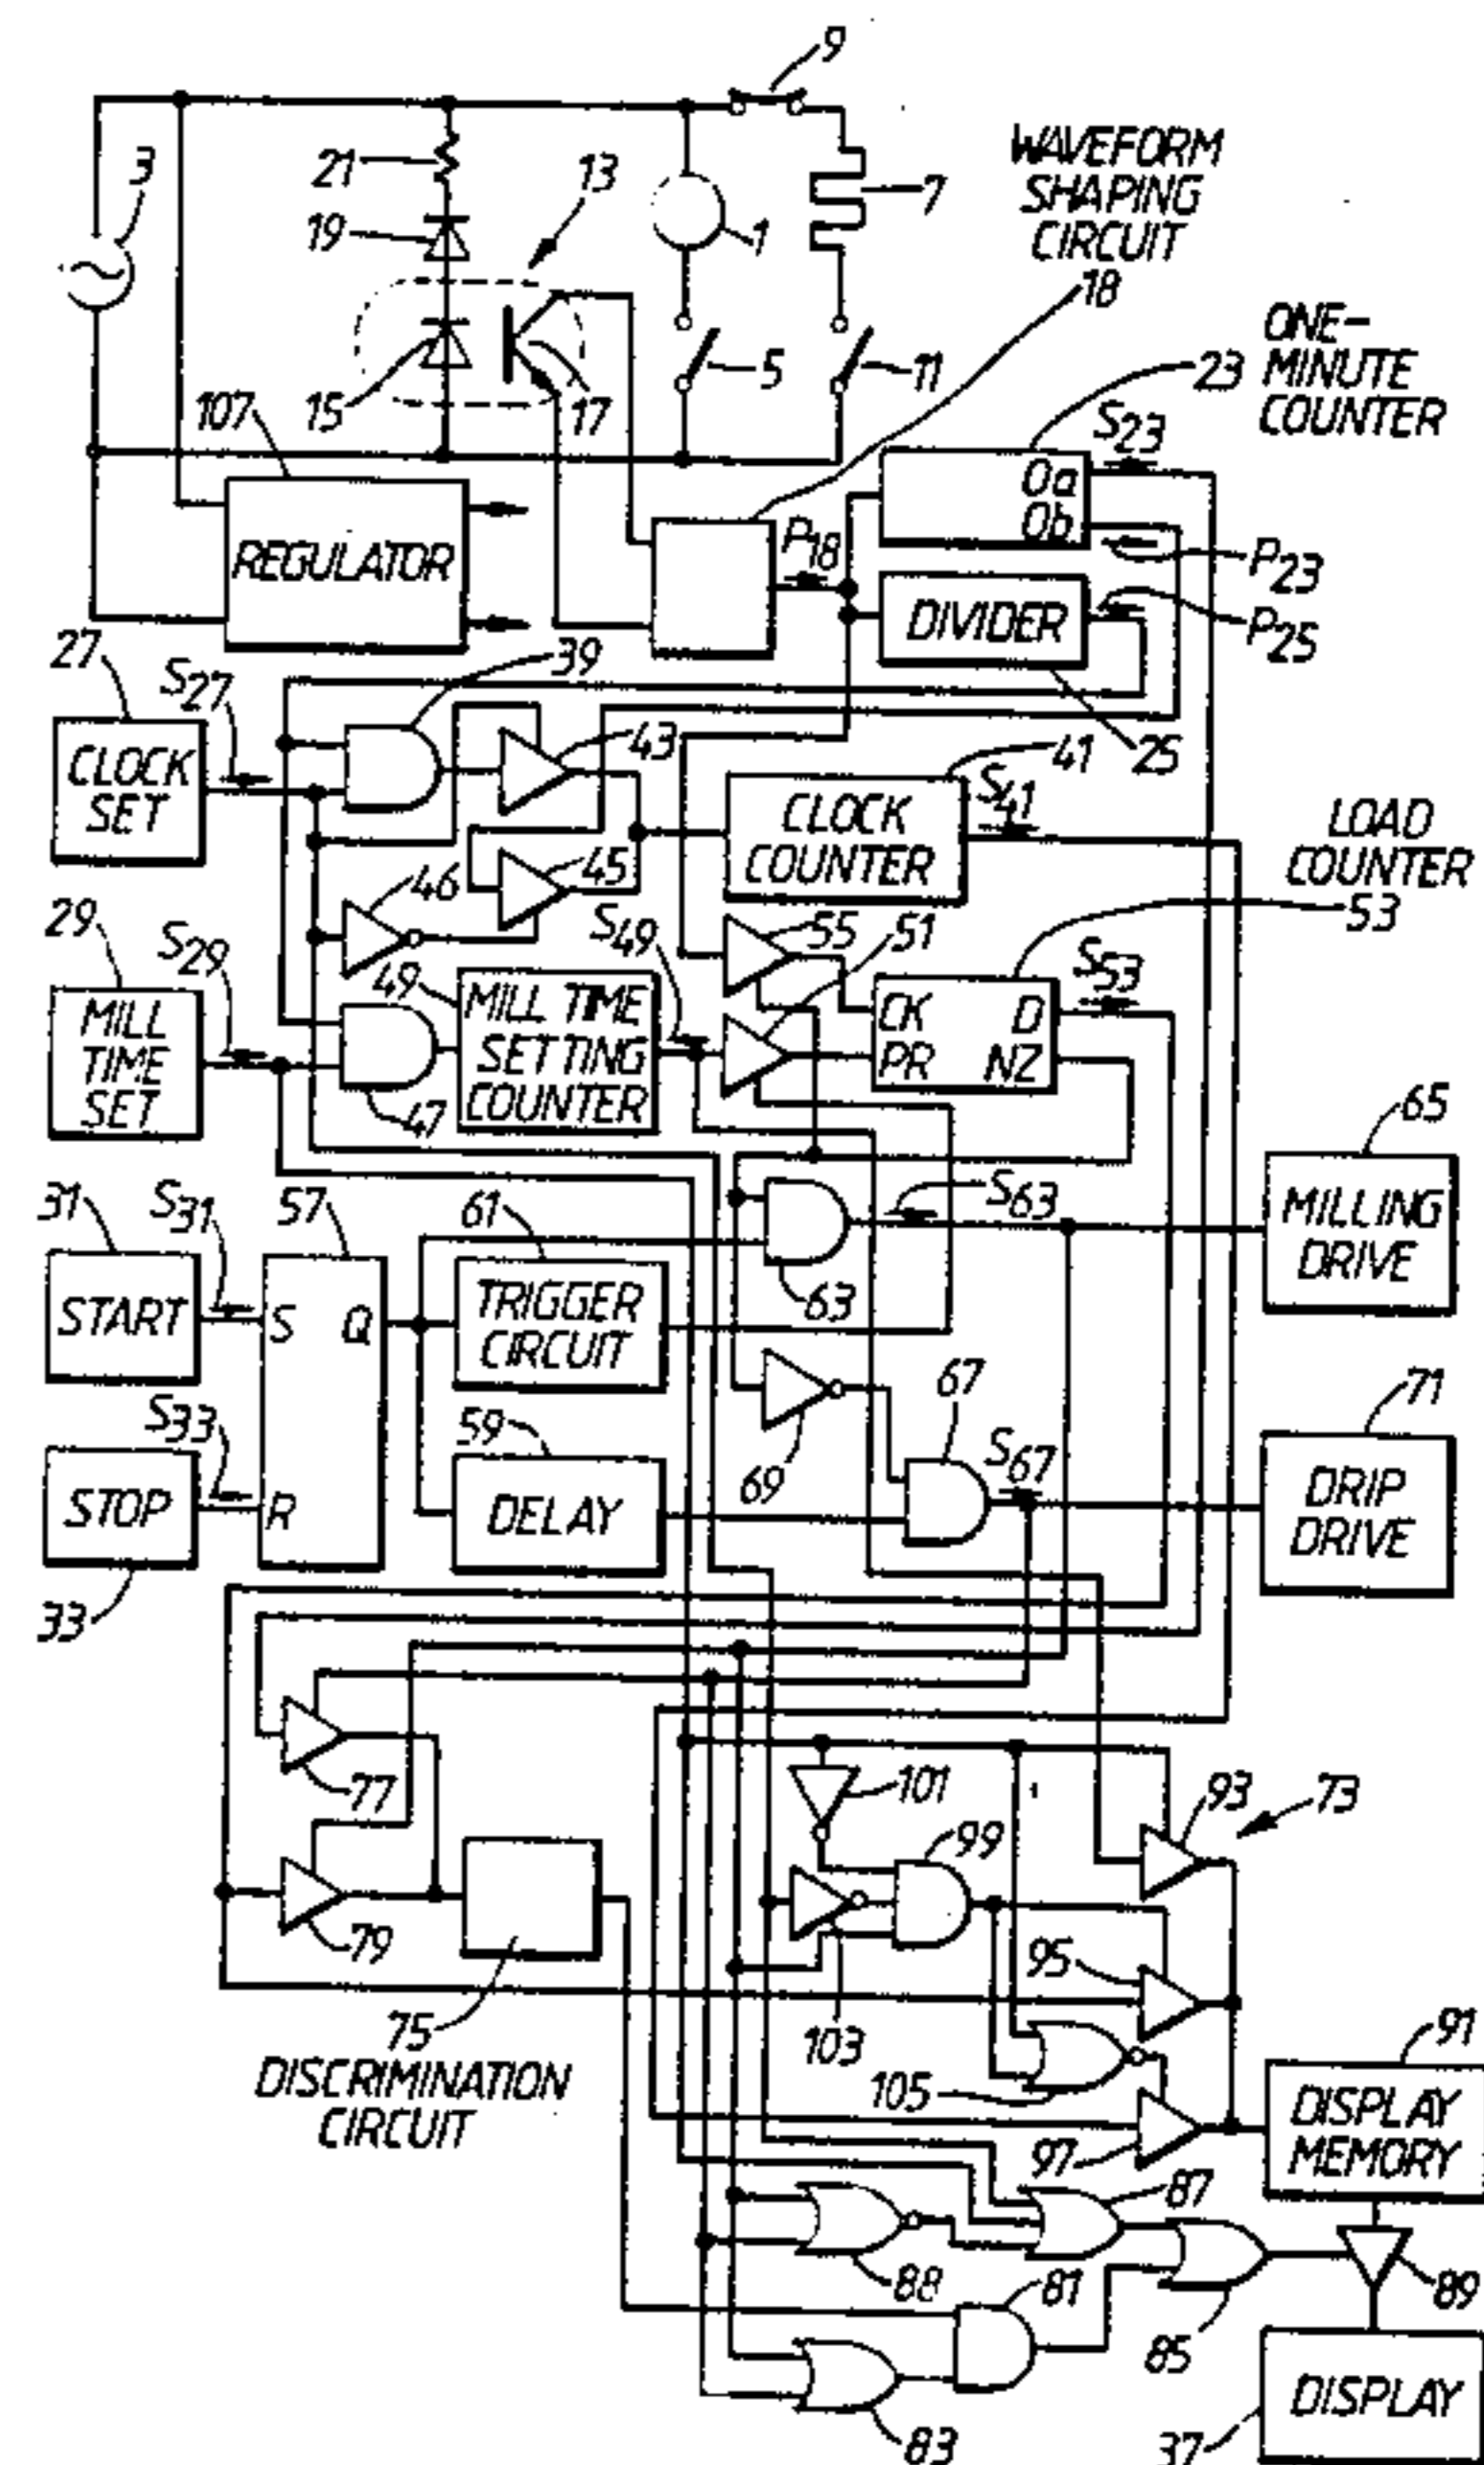 9
3
21
13
WAVEFORM
SHAPING
CIRCUIT
7
19
1
18
ONE-
MINUTE
COUNTER
23
15
17
5
11
107
S23
Oa
Ob
REGULATOR
P18
P23
DIVIDER
P25
27
S27
39
43
41
25
CLOCK
SET
CLOCK
COUNTER
S41
LOAD
COUNTER
53
46
45
29
S29
S49
55
51
S53
MILL
TIME
SET
49
MILL TIME
SETTING
COUNTER
CK
PR
D
NZ
47
65
31
S31
57
61
S63
MILLING
DRIVE
START
S
Q
TRIGGER
CIRCUIT
63
67
71
S33
59
69
S67
STOP
R
DELAY
DRIP
DRIVE
33
77
101
93
73
99
79
95
75
DISCRIMINATION
CIRCUIT
103
105
91
DISPLAY
MEMORY
97
87
88
81
89
85
DISPLAY
83
37